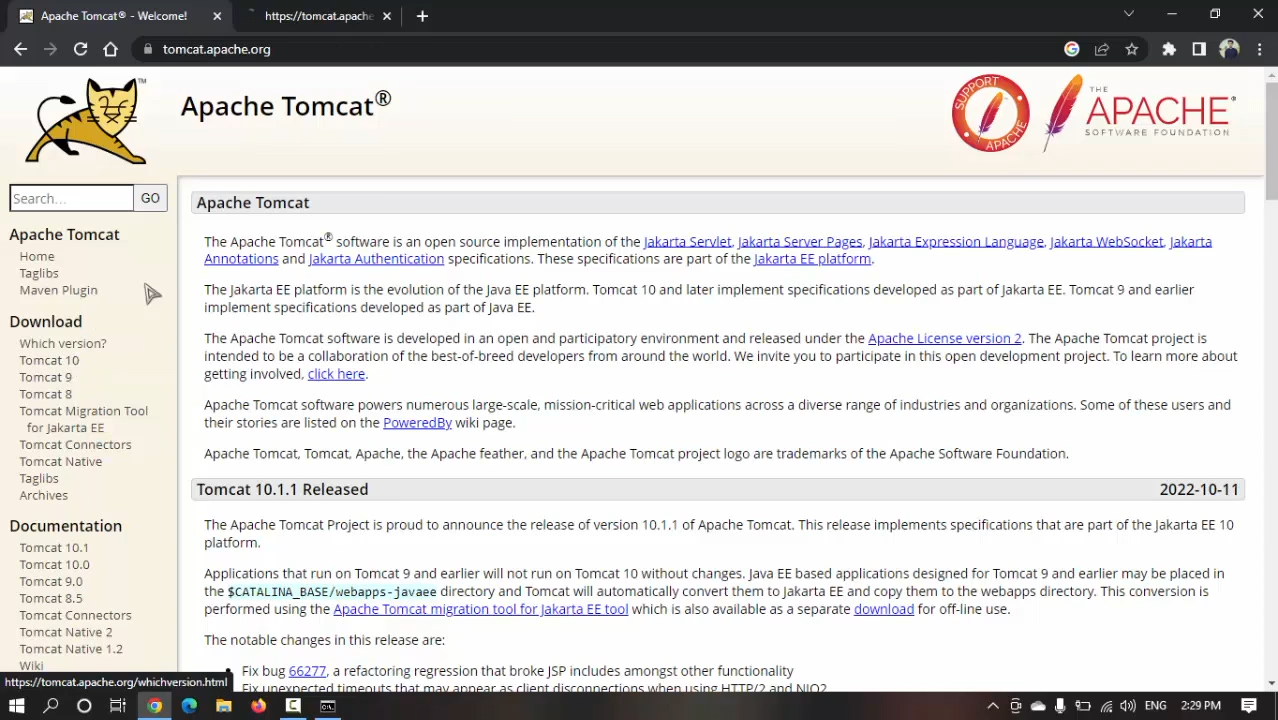 Apache Tomcat® - Welcome!
https://tomcat.apache
tomcat.apache.org
TM
Apache Tomcat®
SUPPORT
APACHE
THE
APACHE®
SOFTWARE FOUNDATION
Search…
GO
Apache Tomcat
Home
Taglibs
Maven Plugin
Download
Which version?
Tomcat 10
Tomcat 9
Tomcat 8
Tomcat Migration Tool
for Jakarta EE
Tomcat Connectors
Tomcat Native
Taglibs
Archives
Documentation
Tomcat 10.1
Tomcat 10.0
Tomcat 9.0
Tomcat 8.5
Tomcat Connectors
Tomcat Native 2
Tomcat Native 1.2
Wiki
Apache Tomcat
The Apache Tomcat® software is an open source implementation of the Jakarta Servlet, Jakarta Server Pages, Jakarta Expression Language, Jakarta WebSocket, Jakarta
Annotations and Jakarta Authentication specifications. These specifications are part of the Jakarta EE platform.
The Jakarta EE platform is the evolution of the Java EE platform. Tomcat 10 and later implement specifications developed as part of Jakarta EE. Tomcat 9 and earlier
implement specifications developed as part of Java EE.
The Apache Tomcat software is developed in an open and participatory environment and released under the Apache License version 2. The Apache Tomcat project is
intended to be a collaboration of the best-of-breed developers from around the world. We invite you to participate in this open development project. To learn more about
getting involved, click here.
Apache Tomcat software powers numerous large-scale, mission-critical web applications across a diverse range of industries and organizations. Some of these users and
their stories are listed on the PoweredBy wiki page.
Apache Tomcat, Tomcat, Apache, the Apache feather, and the Apache Tomcat project logo are trademarks of the Apache Software Foundation.
Tomcat 10.1.1 Released
2022-10-11
The Apache Tomcat Project is proud to announce the release of version 10.1.1 of Apache Tomcat. This release implements specifications that are part of the Jakarta EE 10
platform.
Applications that run on Tomcat 9 and earlier will not run on Tomcat 10 without changes. Java EE based applications designed for Tomcat 9 and earlier may be placed in
the $CATALINA_BASE/webapps-javaee directory and Tomcat will automatically convert them to Jakarta EE and copy them to the webapps directory. This conversion is
performed using the Apache Tomcat migration tool for Jakarta EE tool which is also available as a separate download for off-line use.
The notable changes in this release are:
• Fix bug 66277, a refactoring regression that broke JSP includes amongst other functionality
Fix unexpected timeouts that may appear as client disconnections when using HTTP/2 and NIO2
https://tomcat.apache.org/whichversion.html
ENG
2:29 PM